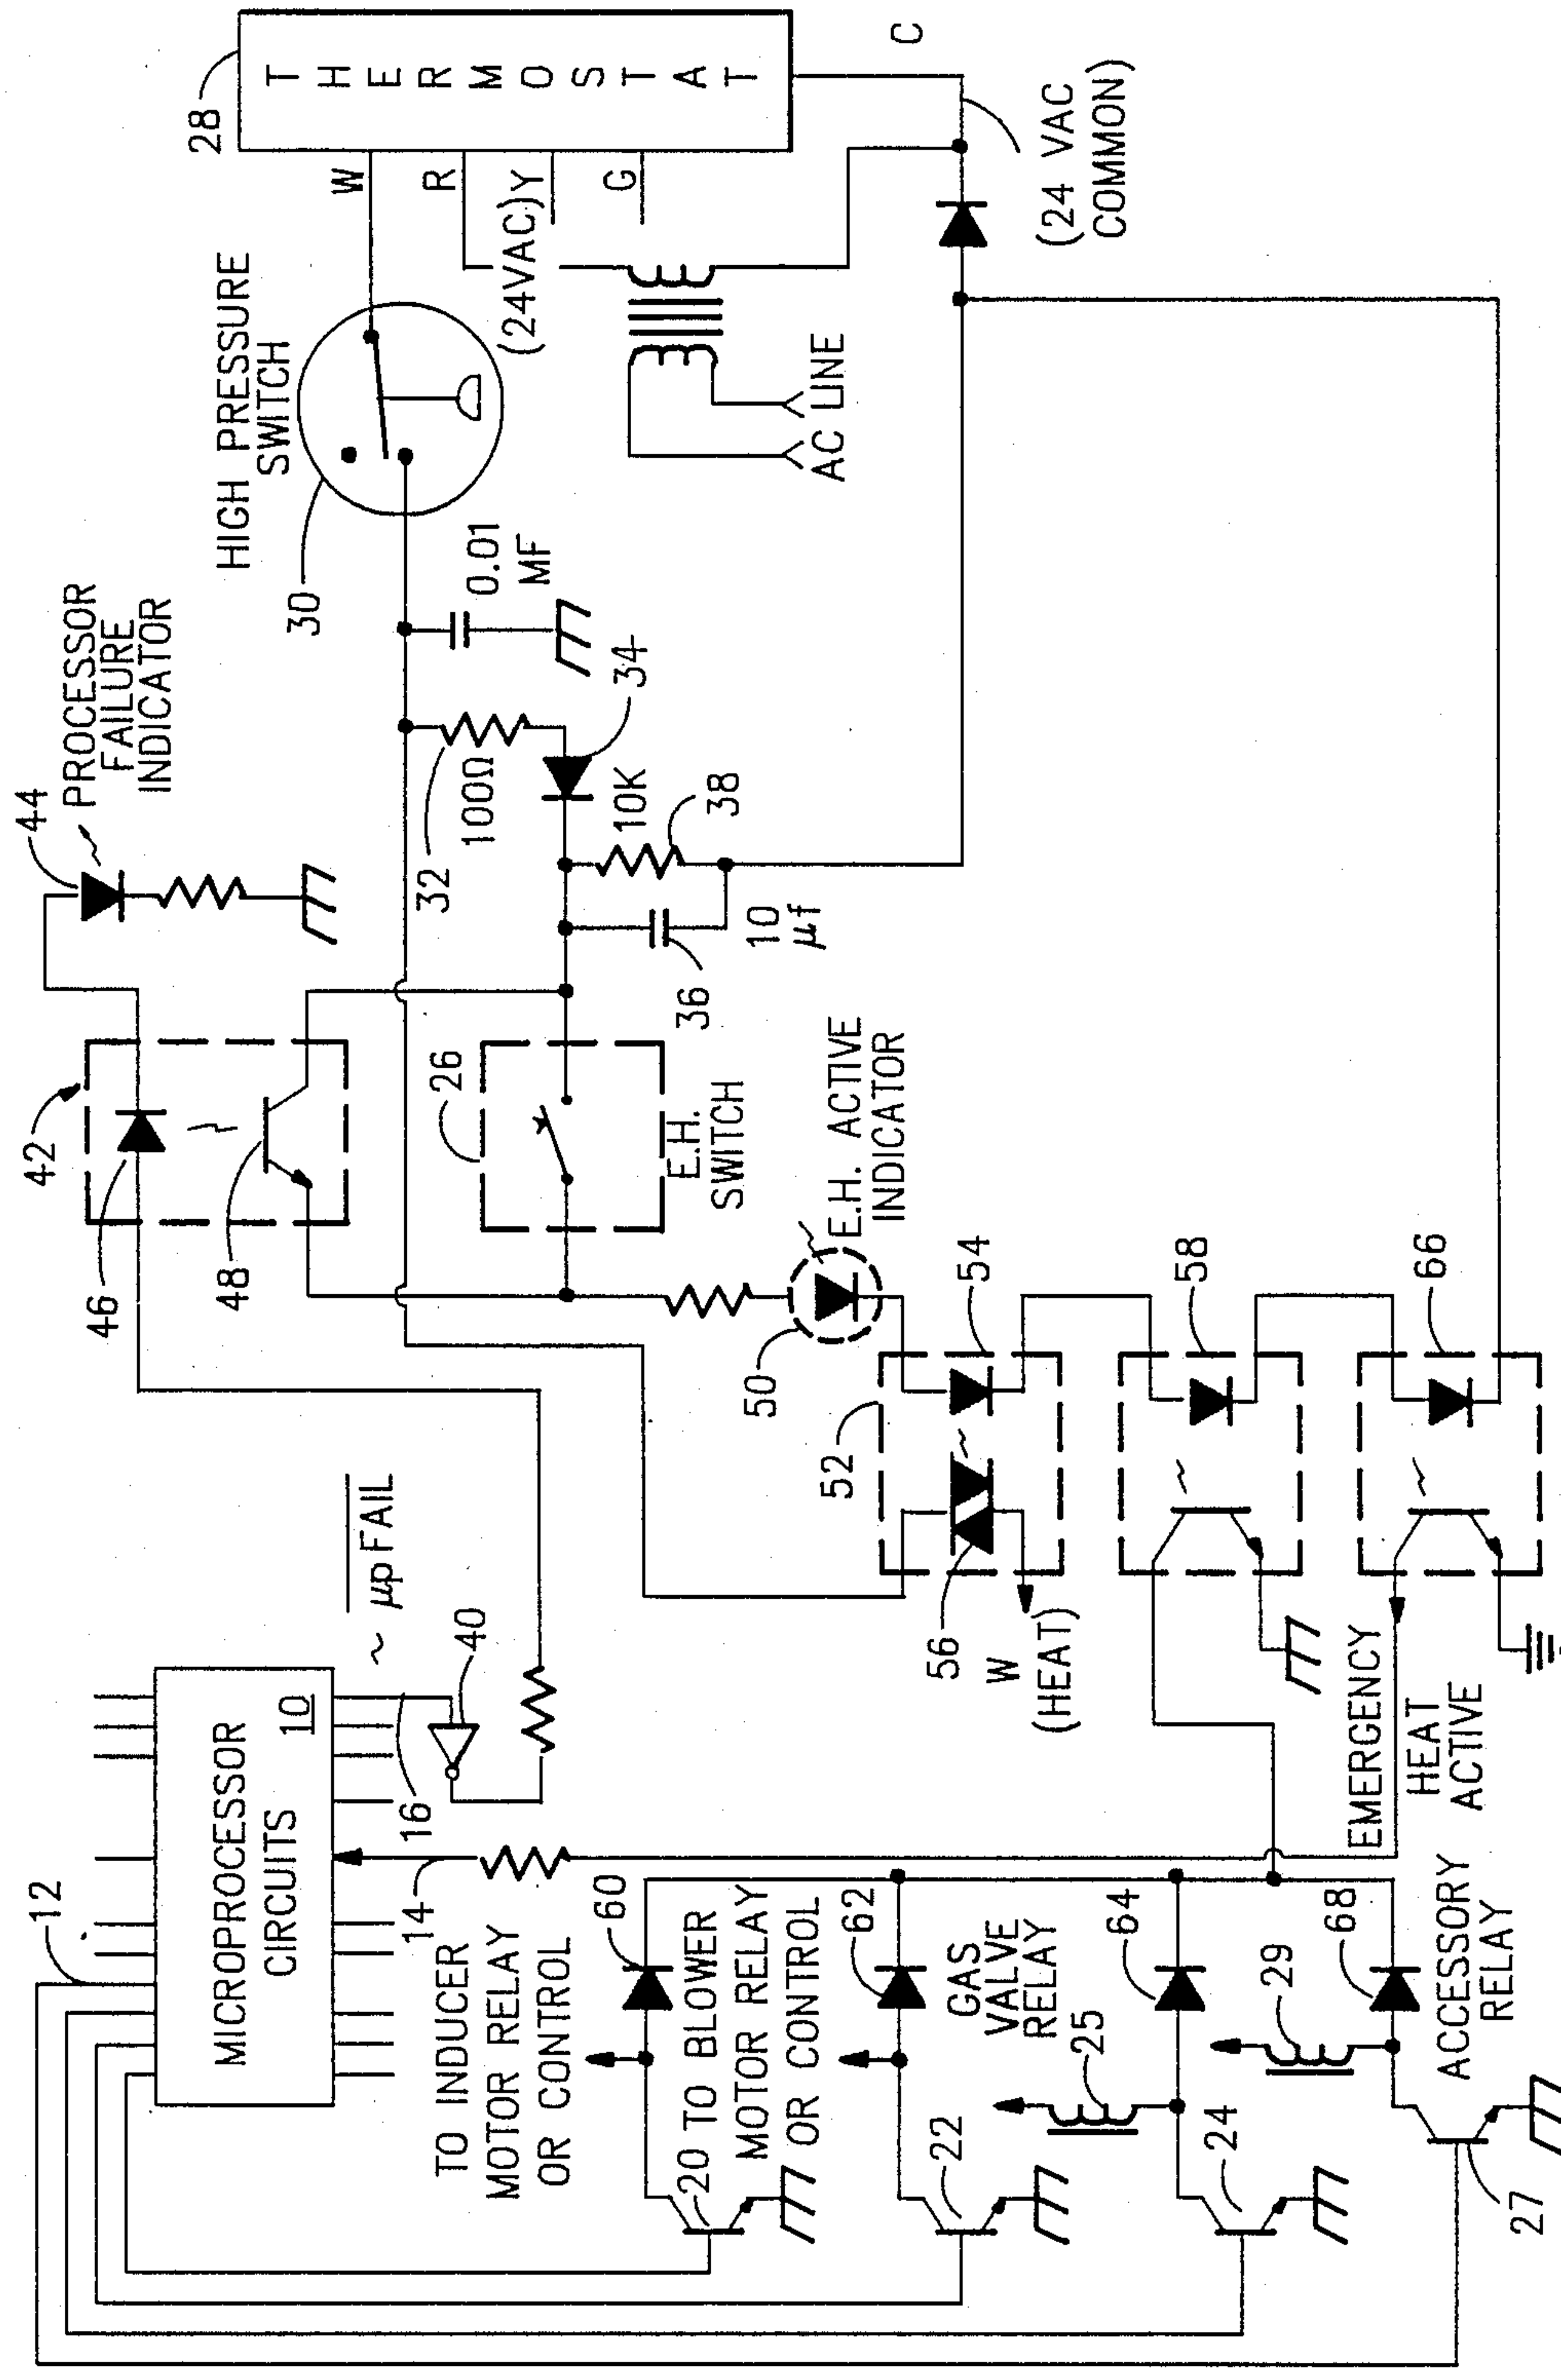 12
MICROPROCESSOR
CIRCUITS
10
14
16
~ µpFAIL
40
42
46
48
44
PROCESSOR
FAILURE
INDICATOR
HIGH PRESSURE
SWITCH
30
28
THERMOSTAT
W
R
(24VAC)
Y
G
C
(24 VAC
COMMON)
AC LINE
0.01
MF
34
32
100Ω
10K
38
36
10
µf
26
E.H.
SWITCH
E.H. ACTIVE
INDICATOR
50
52
54
56
W
(HEAT)
58
66
EMERGENCY
HEAT
ACTIVE
TO INDUCER
MOTOR RELAY
OR CONTROL
60
20
TO BLOWER
MOTOR RELAY
OR CONTROL
62
22
GAS
VALVE
RELAY
25
64
24
29
68
ACCESSORY
RELAY
27